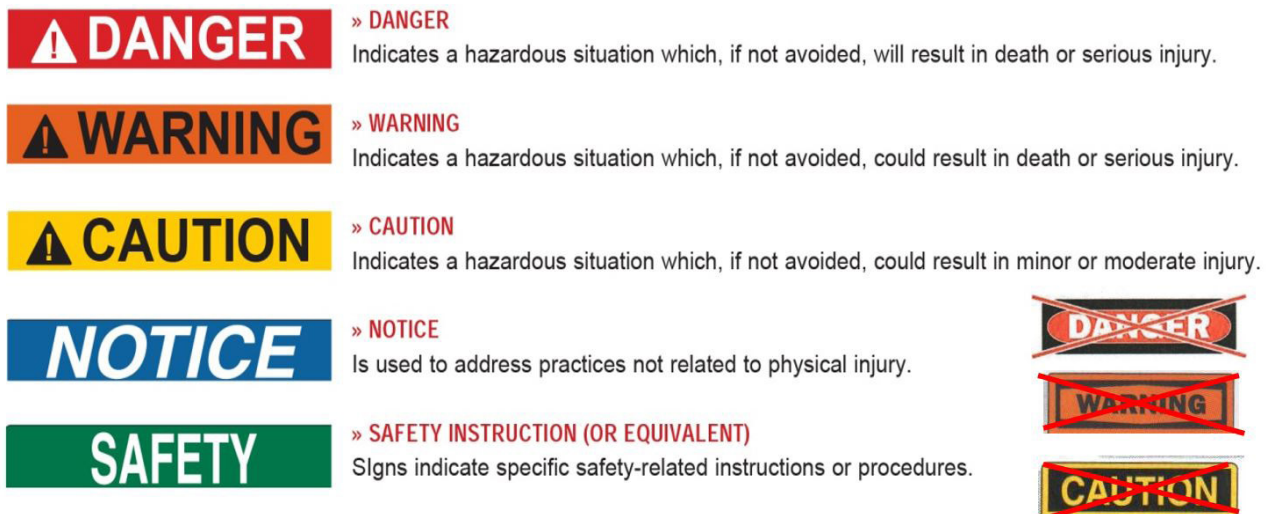 DANGER
» DANGER
Indicates a hazardous situation which, if not avoided, will result in death or serious injury.
WARNING
» WARNING
Indicates a hazardous situation which, if not avoided, could result in death or serious injury.
CAUTION
» CAUTION
Indicates a hazardous situation which, if not avoided, could result in minor or moderate injury.
NOTICE
» NOTICE
Is used to address practices not related to physical injury.
SAFETY
» SAFETY INSTRUCTION (OR EQUIVALENT)
SIgns indicate specific safety-related instructions or procedures.
DANGER
WARNING
CAUTION